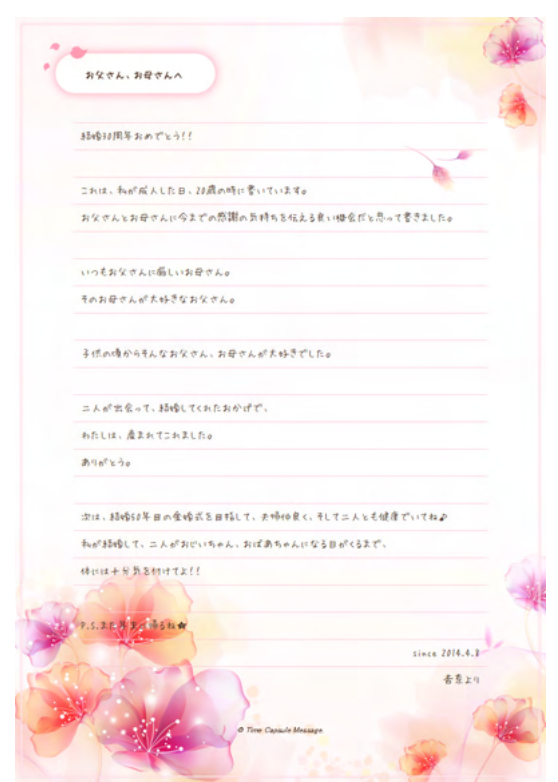 お父さん、お母さんへ
結婚30周年おめでとう!!
これは、私が成人した日、20歳の時に書いています。
お父さんとお母さんに今までの感謝の気持ちを伝える良い機会だと思って書きました。
いつもお父さんに厳しいお母さん。
そのお母さんが大好きなお父さん。
子供の頃からそんなお父さん、お母さんが大好きでした。
二人が出会って、結婚してくれたおかげで、
わたしは、産まれてこれました。
ありがとう。
次は、結婚50年目の金婚式を目指して、夫婦仲良く、そして二人とも健康でいてね♪
私が結婚して、二人がおじいちゃん、おばあちゃんになる日がくるまで、
体には十分気を付けてよ!!
P.S.また年末に帰るね★
since 2014.4.8
より
© Time Capsule Message.